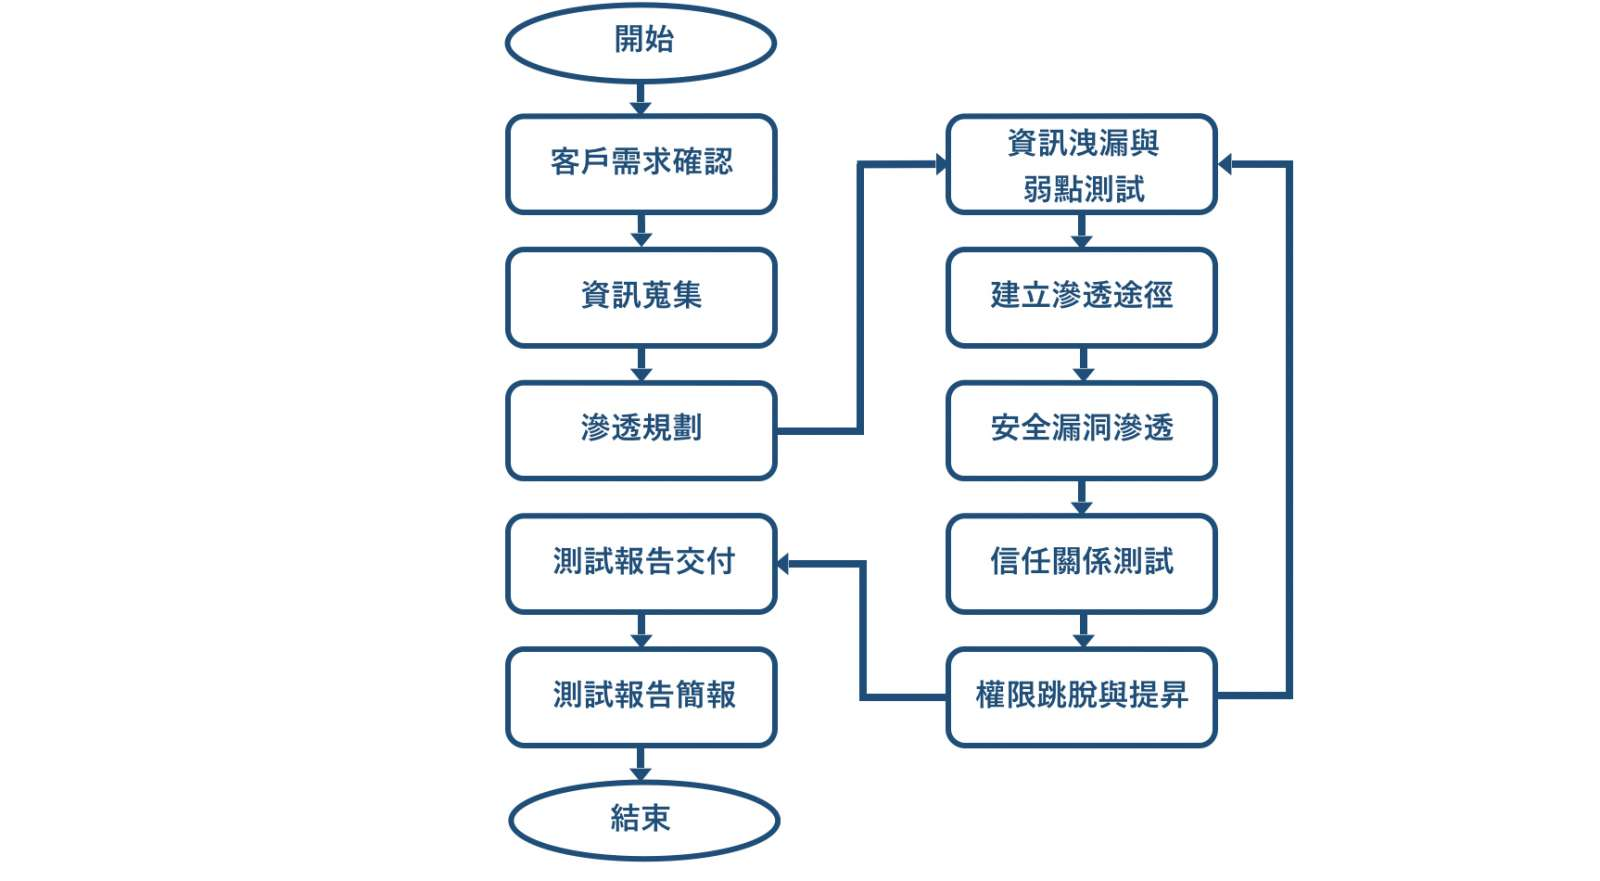 開始
客戶需求確認
資訊蒐集
滲透規劃
資訊洩漏與
弱點測試
建立滲透途徑
安全漏洞滲透
信任關係測試
權限跳脫與提昇
測試報告交付
測試報告簡報
結束